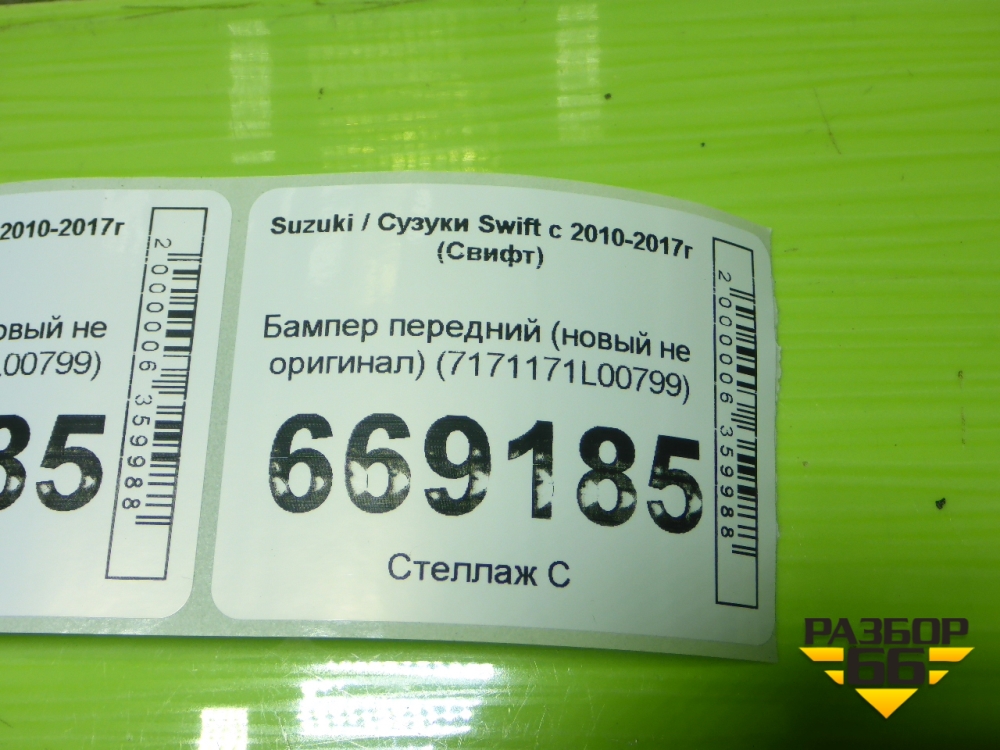 2010-2017г
овый не
L00799)
85
2000006359988
Suzuki / Сузуки Swift с 2010-2017г
(Свифт)
Бампер передний (новый не
оригинал) (7171171L00799)
669185
Стеллаж С
2000006359988
РАЗБОР
66